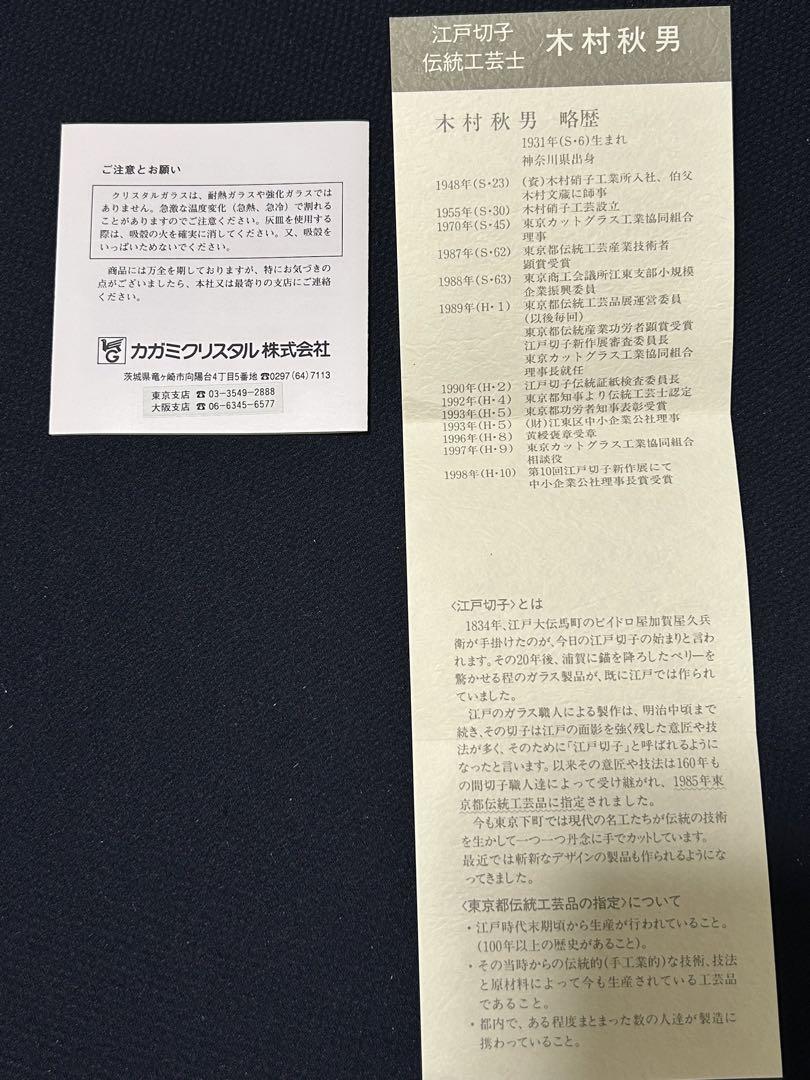 ご注意とお願い
クリスタルガラスは、耐熱ガラスや強化ガラスでは
ありません。急激な温度変化(急熱、急冷)で割れる
ことがありますのでご注意ください。灰皿を使用する
際は、吸殻の火を確実に消してください。又、吸殻を
いっぱいためないでください。
商品には万全を期しておりますが、特にお気づきの
点がございましたら、本社又は最寄りの支店にご連絡
ください。
カガミクリスタル株式会社
茨城県竜ヶ崎市向陽台4丁目5番地 ☎0297(64)7113
東京支店 ☎ 03-3549-2888
大阪支店 ☎ 06-6345-6577
江戸切子
伝統工芸士 木村秋男
木村秋男 略歴
1931年(S・6)生まれ
神奈川県出身
1948年(S・23) (資)木村硝子工業所入社、伯父
木村文蔵に師事
1955年(S・30) 木村硝子工芸設立
1970年(S・45) 東京カットグラス工業協同組合
理事
1987年(S・62) 東京都伝統工芸産業技術者
顕賞受賞
1988年(S・63) 東京商工会議所江東支部小規模
企業振興委員
1989年(H・1) 東京都伝統工芸品展運営委員
(以後毎回)
東京都伝統産業功労者顕賞受賞
江戸切子新作展審査委員長
東京カットグラス工業協同組合
理事長就任
1990年(H・2) 江戸切子伝証紙検査委員長
1992年(H・4) 東京都知事より伝統工芸士認定
1993年(H・5) 東京都功労者知事表彰受賞
1993年(H・5) (財)江東区中小企業公社理事
1996年(H・8) 黄綬褒章受章
1997年(H・9) 東京カットグラス工業協同組合
相談役
1998年(H・10) 第10回江戸切子新作展にて
中小企業公社理事長賞受賞
〈江戸切子〉とは
1834年、江戸大伝馬町のビイドロ屋加賀屋久兵
衛が手掛けたのが、今日の江戸切子の始まりと言わ
れます。その20年後、浦賀に錨を降ろしたペリーを
驚かせる程のガラス製品が、既に江戸では作られ
ていました。
江戸のガラス職人による製作は、明治中頃まで
続き、その切子は江戸の面影を強く残した意匠や技
法が多く、そのために「江戸切子」と呼ばれるように
なったと言います。以来その意匠や技法は160年も
の間切子職人達によって受け継がれ、1985年東
京都伝統工芸品に指定されました。
今も東京下町では現代の名工たちが伝統の技術
を生かして一つ一つ丹念に手でカットしています。
最近では斬新なデザインの製品も作られるようにな
ってきました。
〈東京都伝統工芸品の指定〉について
・江戸時代末期頃から生産が行われていること。
(100年以上の歴史があること)。
・その当時からの伝統的(手工業的)な技術、技法
と原材料によって今も生産されている工芸品
であること。
・都内で、ある程度まとまった数の人達が製造に
携わっていること。